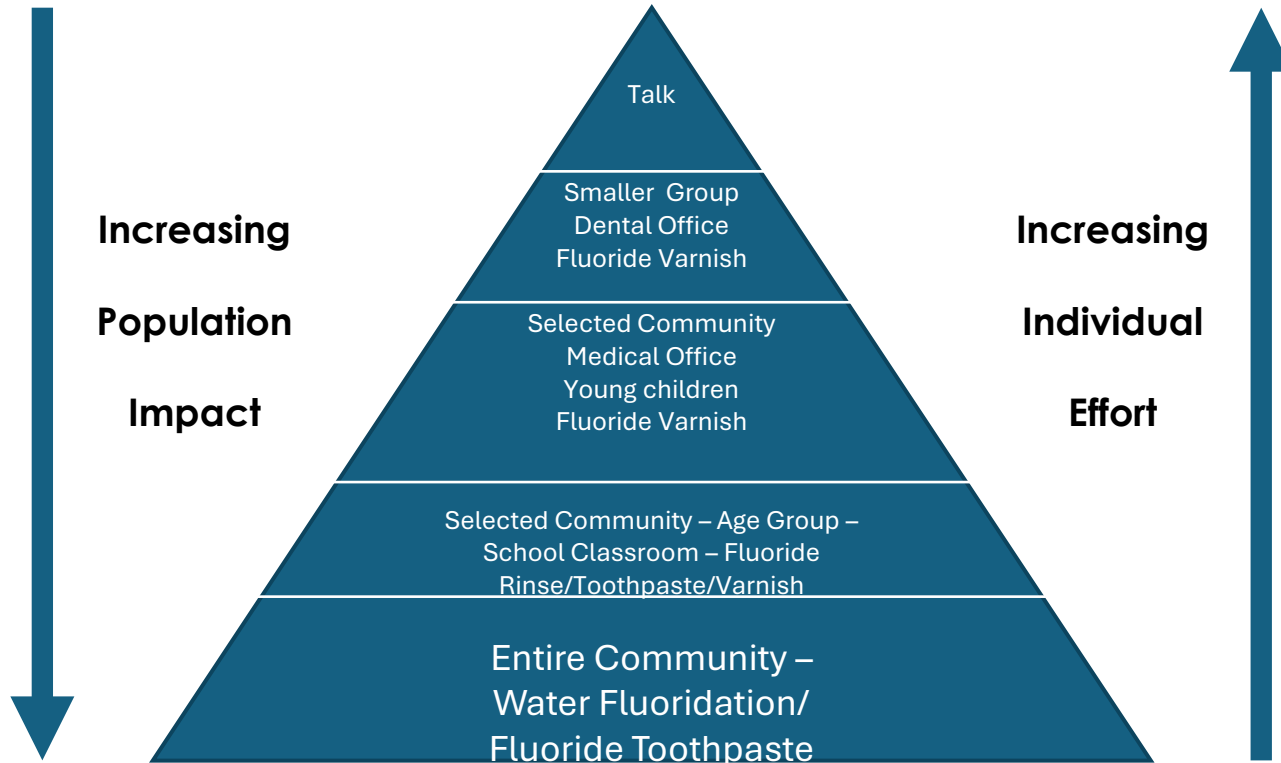 Talk
Smaller Group
Dental Office
Fluoride Varnish
Increasing
Population
Impact
Increasing
Individual
Effort
Selected Community
Medical Office
Young children
Fluoride Varnish
Selected Community – Age Group –
School Classroom – Fluoride
Rinse/Toothpaste/Varnish
Entire Community –
Water Fluoridation/
Fluoride Toothpaste